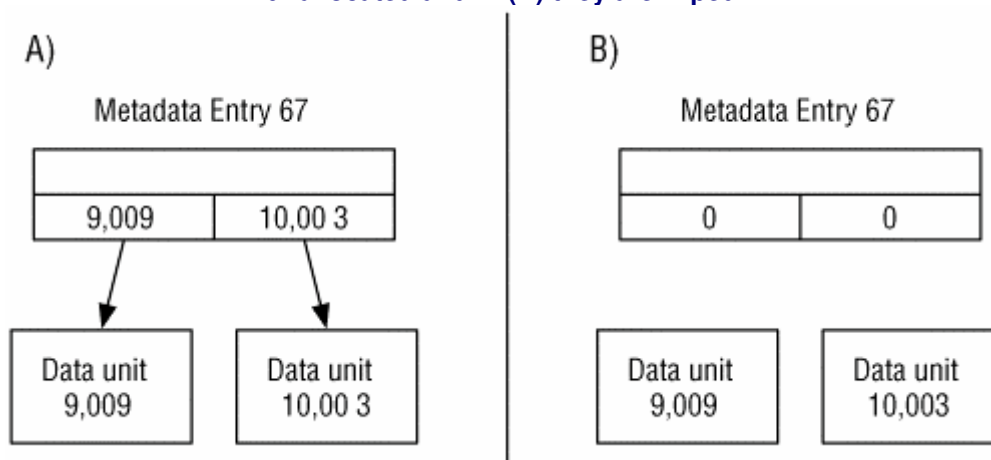 A)
Metadata Entry 67
9,009 10,00 3
Data unit
9,009
Data unit
10,00 3
B)
Metadata Entry 67
0 0
Data unit
9,009
Data unit
10,003